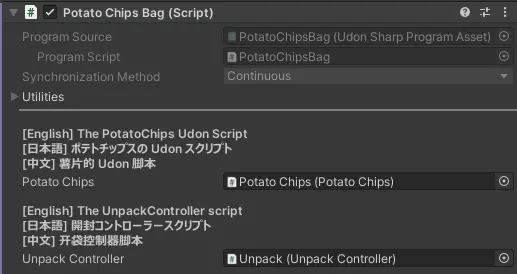 Potato Chips Bag (Script)
Program Source PotatoChipsBag (Udon Sharp Program Asset)
Program Script PotatoChipsBag
Synchronization Method Continuous
Utilities
[English] The PotatoChips Udon Script
[日本語] ポテトチップスの Udon スクリプト
[中文] 薯片的 Udon 脚本
Potato Chips Potato Chips (Potato Chips)
[English] The UnpackController script
[日本語] 開封コントローラースクリプト
[中文] 开袋控制器脚本
Unpack Controller Unpack (Unpack Controller)